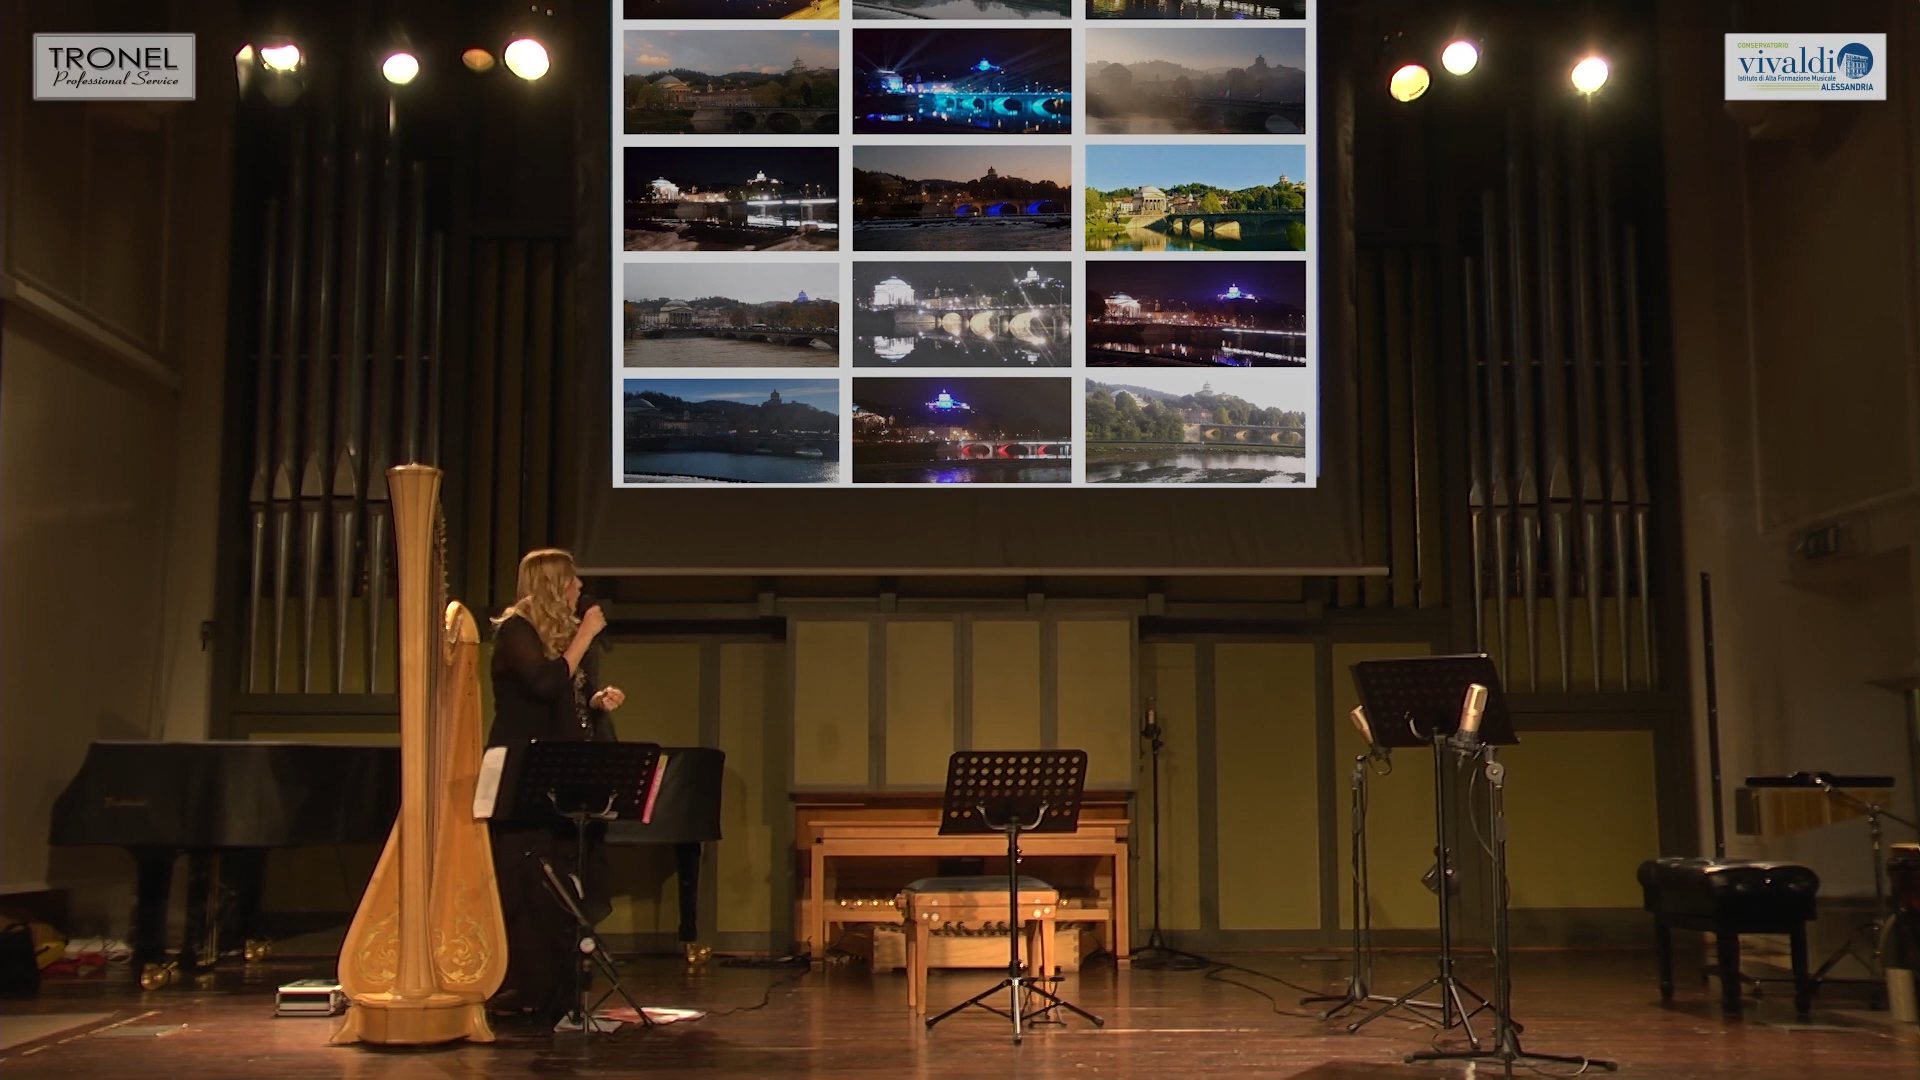 TRONEL
Professional Service
CONSERVATORIO
vivaldi
Istituto di Alta Formazione Musicale
ALESSANDRIA